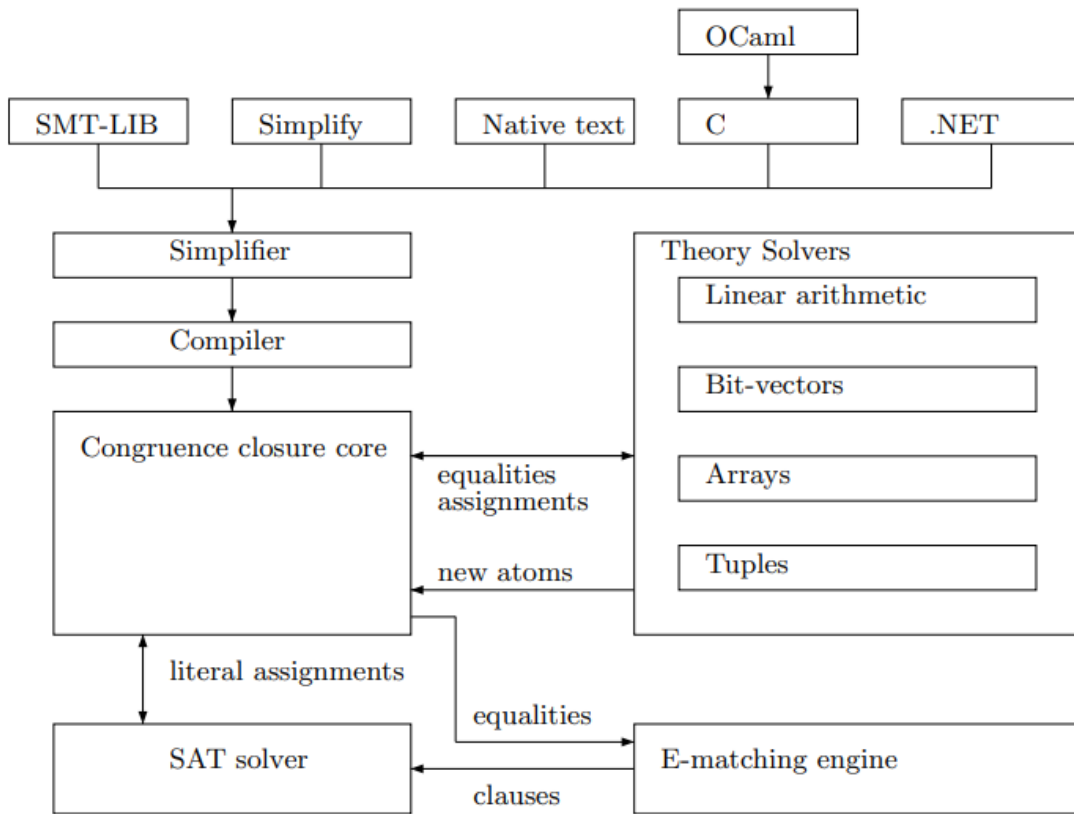 OCaml
SMT-LIB
Simplify
Native text
C
.NET
Simplifier
Theory Solvers
Linear arithmetic
Compiler
Bit-vectors
Congruence closure core
equalities
assignments
Arrays
new atoms
Tuples
literal assignments
equalities
SAT solver
E-matching engine
clauses